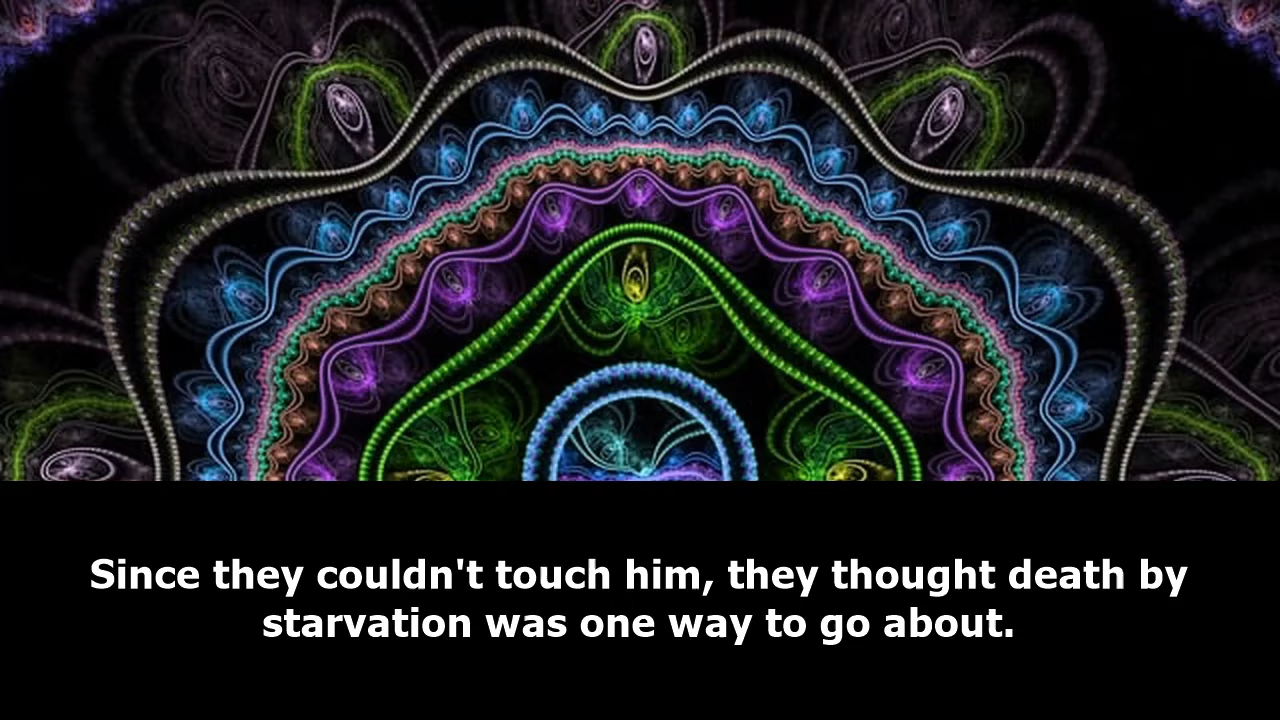 Since they couldn't touch him, they thought death by
starvation was one way to go about.